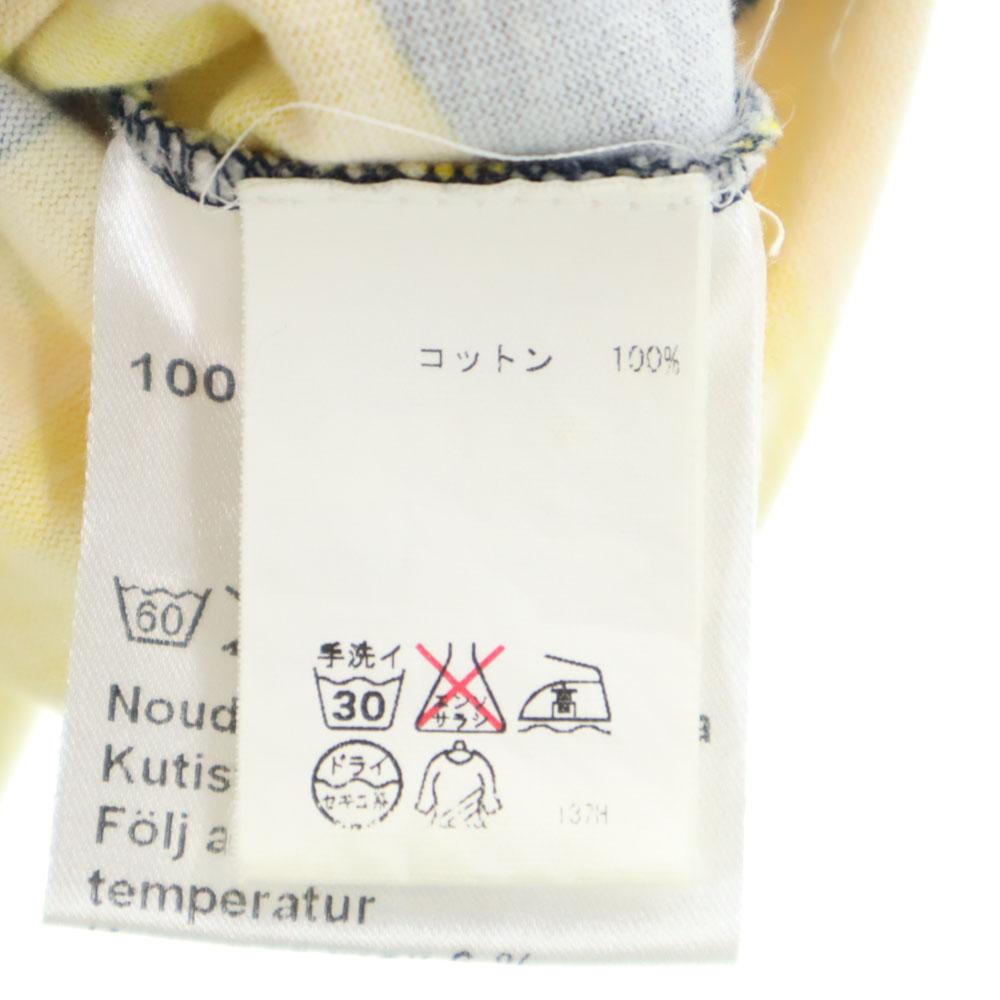 コットン 100%
手洗イ
30
エンソ
サラシ
高
ドライ
セキユ系
137H
100
60
Noud
Kutis
Följ a
temperatur